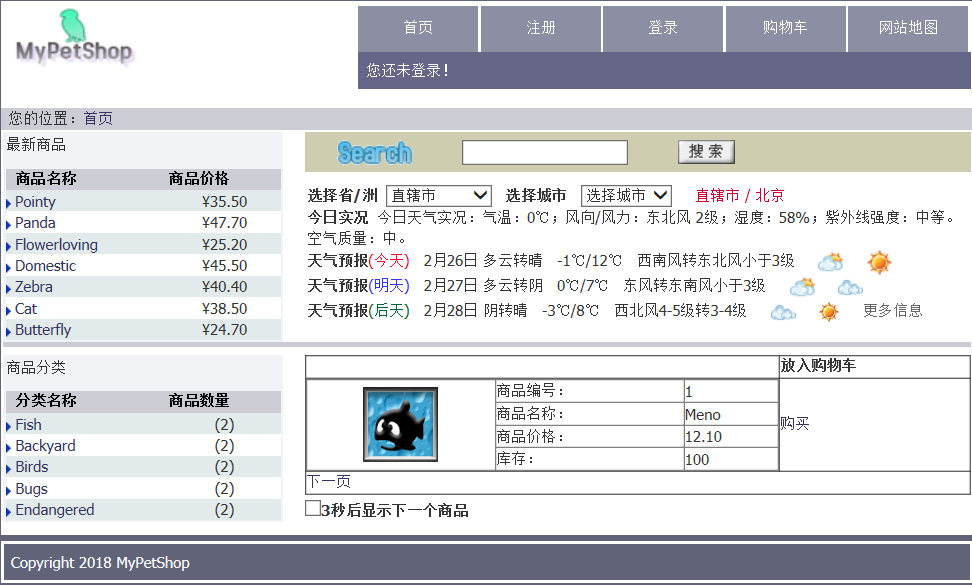 MyPetShop
首页 注册 登录 购物车 网站地图
您还未登录！
您的位置：首页
最新商品
商品名称 商品价格
Pointy ¥35.50
Panda ¥47.70
Flowerloving ¥25.20
Domestic ¥45.50
Zebra ¥40.40
Cat ¥38.50
Butterfly ¥24.70
Search 搜 索
选择省/洲 直辖市 选择城市 选择城市 直辖市 / 北京
今日实况 今日天气实况：气温：0℃；风向/风力：东北风 2级；湿度：58%；紫外线强度：中等。
空气质量：中。
天气预报(今天) 2月26日 多云转晴 -1℃/12℃ 西南风转东北风小于3级
天气预报(明天) 2月27日 多云转阴 0℃/7℃ 东风转东南风小于3级
天气预报(后天) 2月28日 阴转晴 -3℃/8℃ 西北风4-5级转3-4级 更多信息
商品分类
分类名称 商品数量
Fish (2)
Backyard (2)
Birds (2)
Bugs (2)
Endangered (2)
放入购物车
商品编号： 1
商品名称： Meno
商品价格： 12.10
库存： 100
购买
下一页
3秒后显示下一个商品
Copyright 2018 MyPetShop